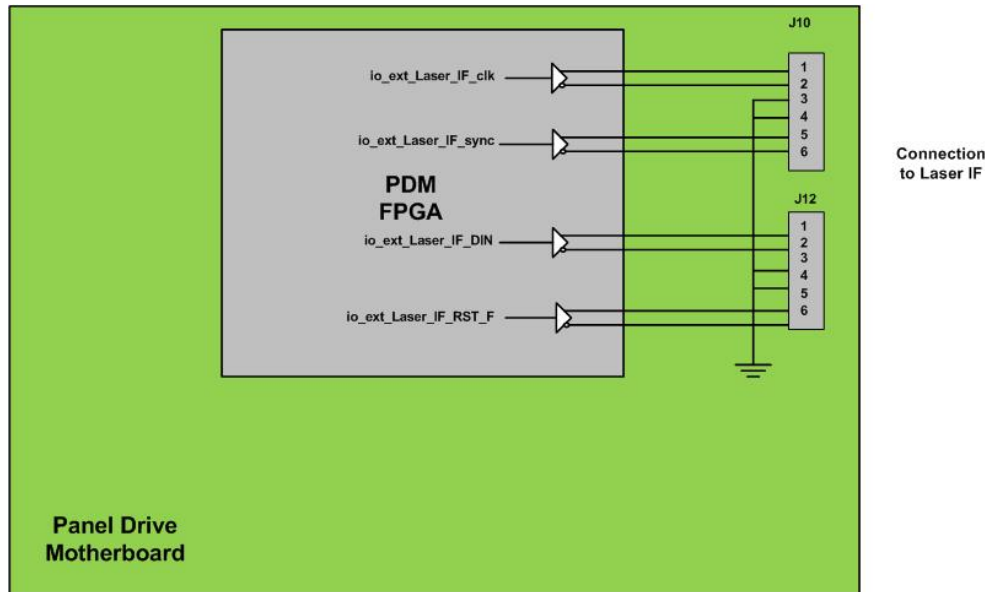 J10
io_ext_Laser_IF_clk
1
2
3
4
5
6
io_ext_Laser_IF_sync
Connection
to Laser IF
PDM
FPGA
J12
io_ext_Laser_IF_DIN
1
2
3
4
5
6
io_ext_Laser_IF_RST_F
Panel Drive
Motherboard